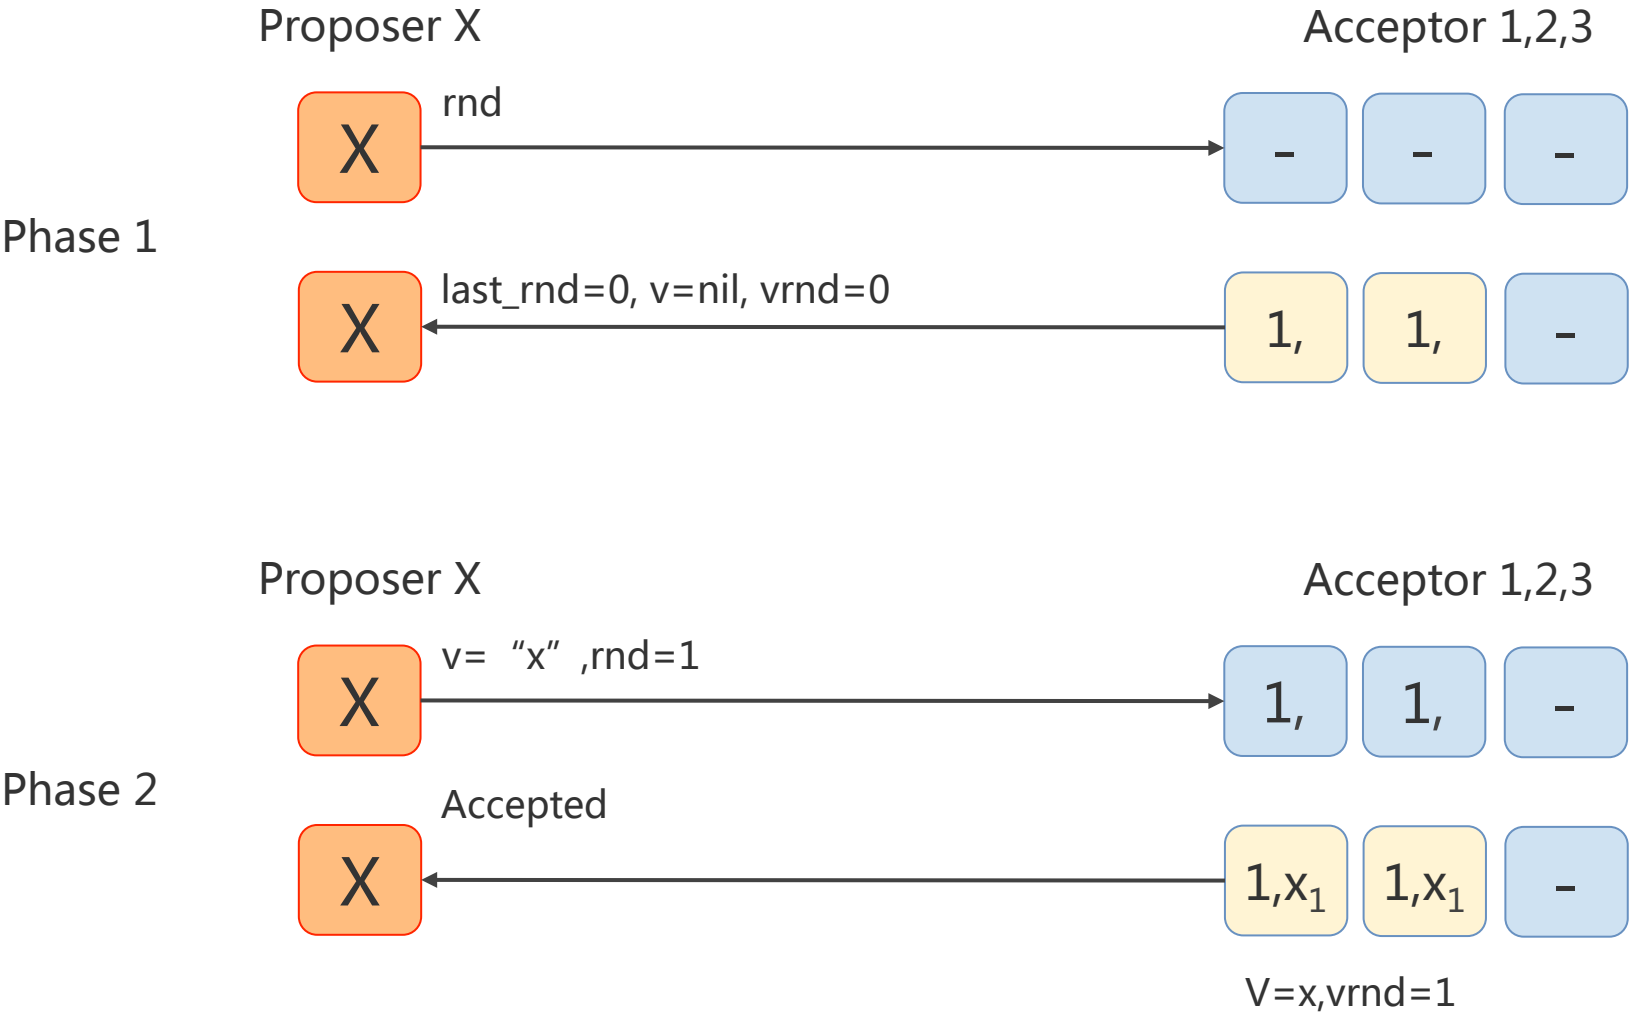 Proposer X
Acceptor 1,2,3
rnd
X
- - -
Phase 1
last_rnd=0, v=nil, vrnd=0
X
1, 1, -
Proposer X
Acceptor 1,2,3
v= “x” ,rnd=1
X
1, 1, -
Phase 2
Accepted
X
1,x₁ 1,x₁ -
V=x,vrnd=1